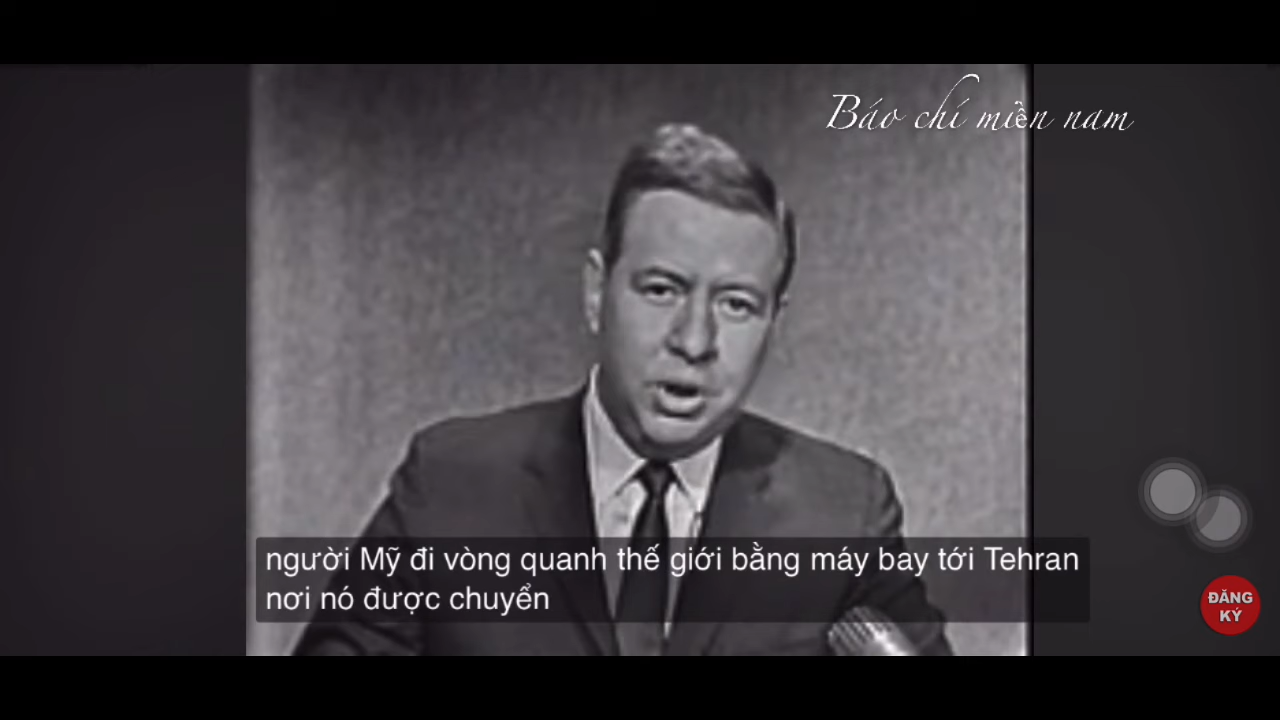 Báo chí miền nam
người Mỹ đi vòng quanh thế giới bằng máy bay tới Tehran
nơi nó được chuyển
ĐĂNG
KÝ